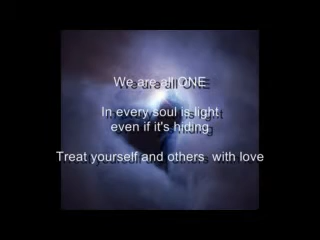 We are all ONE
In every soul is light
even if it's hiding
Treat yourself and others with love